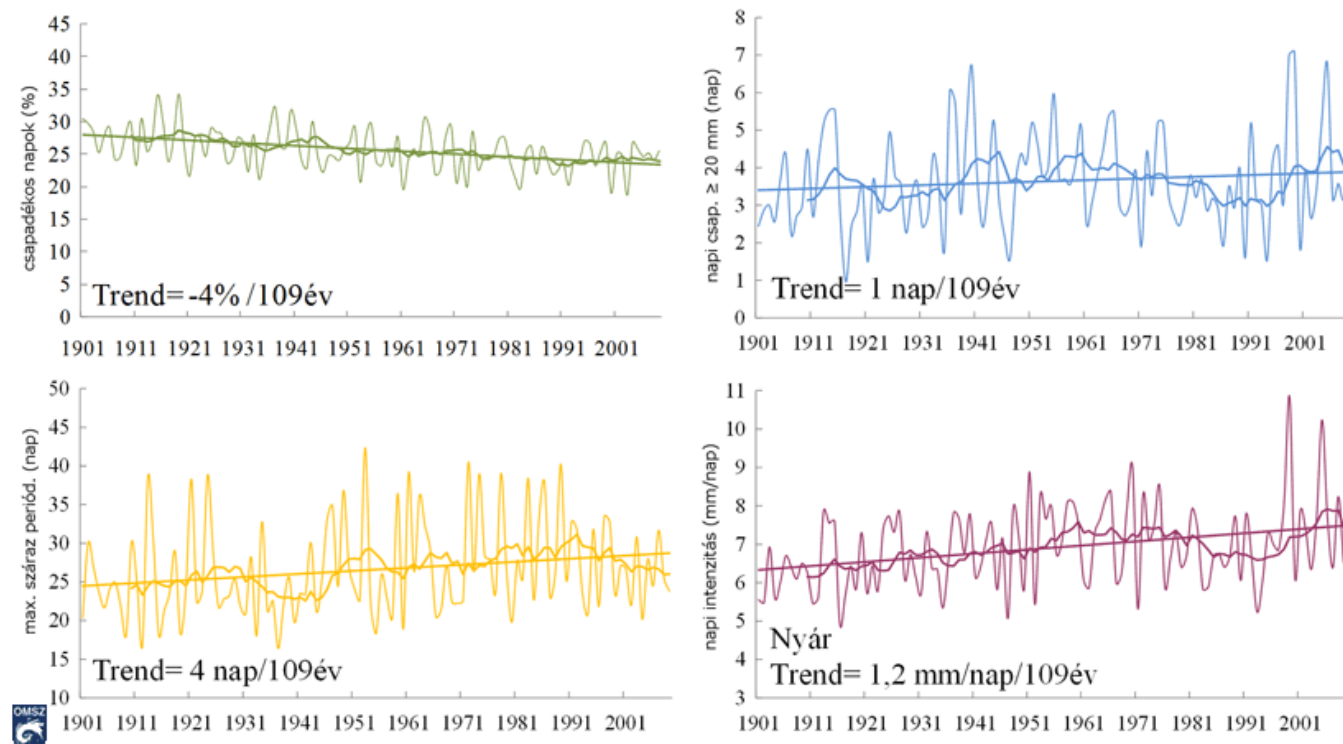 csapadékos napok (%)
45
40
35
30
25
20
15
10
5
0
Trend= -4% /109év
1901 1911 1921 1931 1941 1951 1961 1971 1981 1991 2001
napi csap. ≥ 20 mm (nap)
8
7
6
5
4
3
2
1
0
Trend= 1 nap/109év
1901 1911 1921 1931 1941 1951 1961 1971 1981 1991 2001
max. száraz periód. (nap)
50
45
40
35
30
25
20
15
10
Trend= 4 nap/109év
1901 1911 1921 1931 1941 1951 1961 1971 1981 1991 2001
napi intenzitás (mm/nap)
11
10
9
8
7
6
5
4
3
Nyár
Trend= 1,2 mm/nap/109év
1901 1911 1921 1931 1941 1951 1961 1971 1981 1991 2001
OMSZ